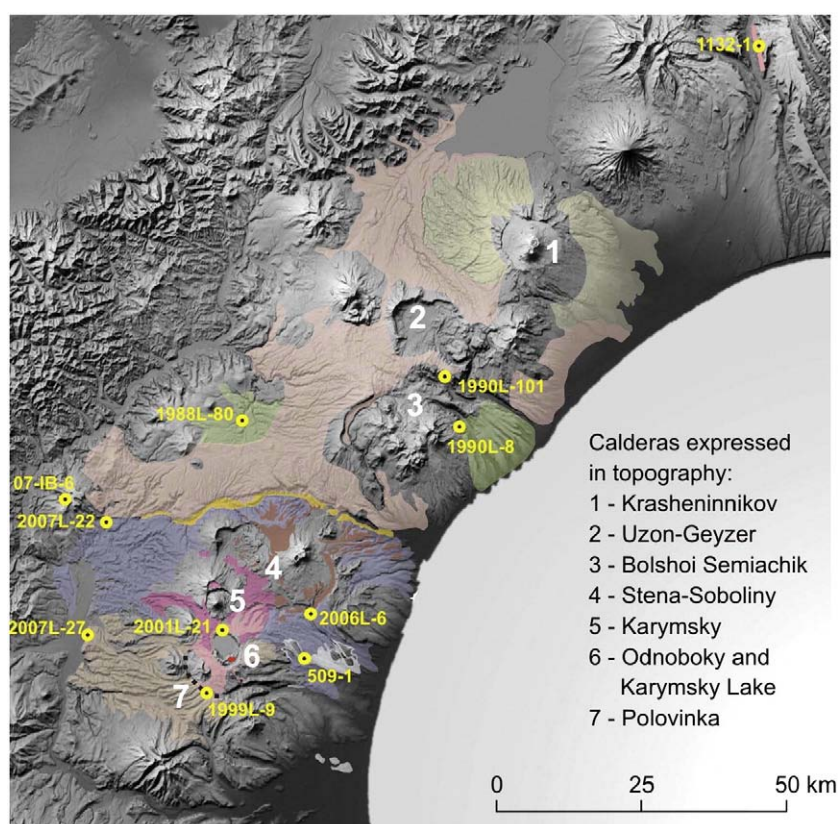 1132-1
1
2
1990L-101
3
1988L-80
1990L-8
Calderas expressed
in topography:
1 - Krasheninnikov
2 - Uzon-Geyzer
3 - Bolshoi Semiachik
4 - Stena-Soboliny
5 - Karymsky
6 - Odnoboky and
Karymsky Lake
7 - Polovinka
07-IB-6
2007L-22
4
5
2006L-6
2007L-27
2001L-21
6
509-1
7
1999L-9
0 25 50 km